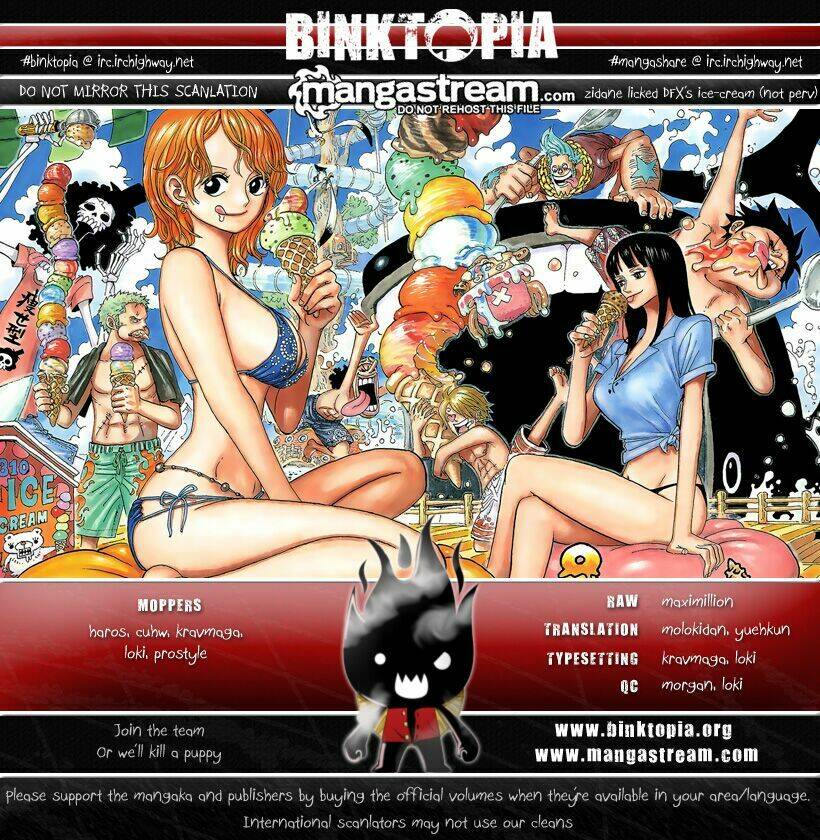 BINKTOPIA
#binktopia @ irc.irchighway.net
#mangashare @ irc.irchighway.net
DO NOT MIRROR THIS SCANLATION
mangastream.com
DO NOT REHOST THIS FILE
zidane licked DFX's ice-cream (not perv)
310
ICE
CREAM
MOPPERS
haros, cuhw, kravmaga,
loki, prostyle
RAW maximillion
TRANSLATION molokidan, yuehkun
TYPESETTING kravmaga, loki
QC morgan, loki
Join the team
Or we'll kill a puppy
www.binktopia.org
www.mangastream.com
Please support the mangaka and publishers by buying the official volumes when they're available in your area/language.
International scanlators may not use our cleans